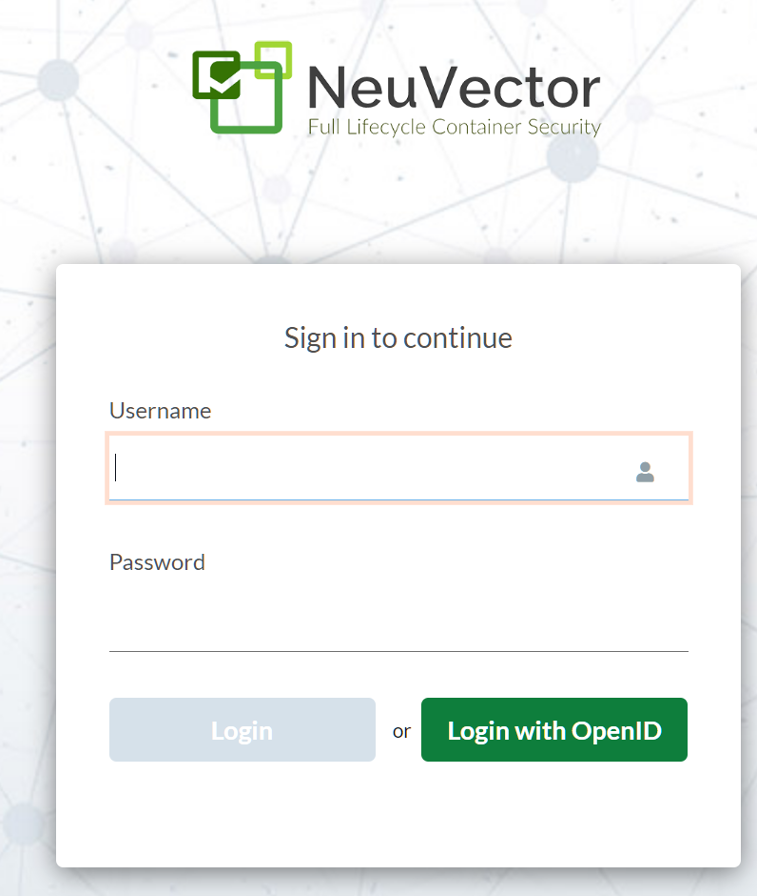 NeuVector
Full Lifecycle Container Security
Sign in to continue
Username
Password
Login or Login with OpenID